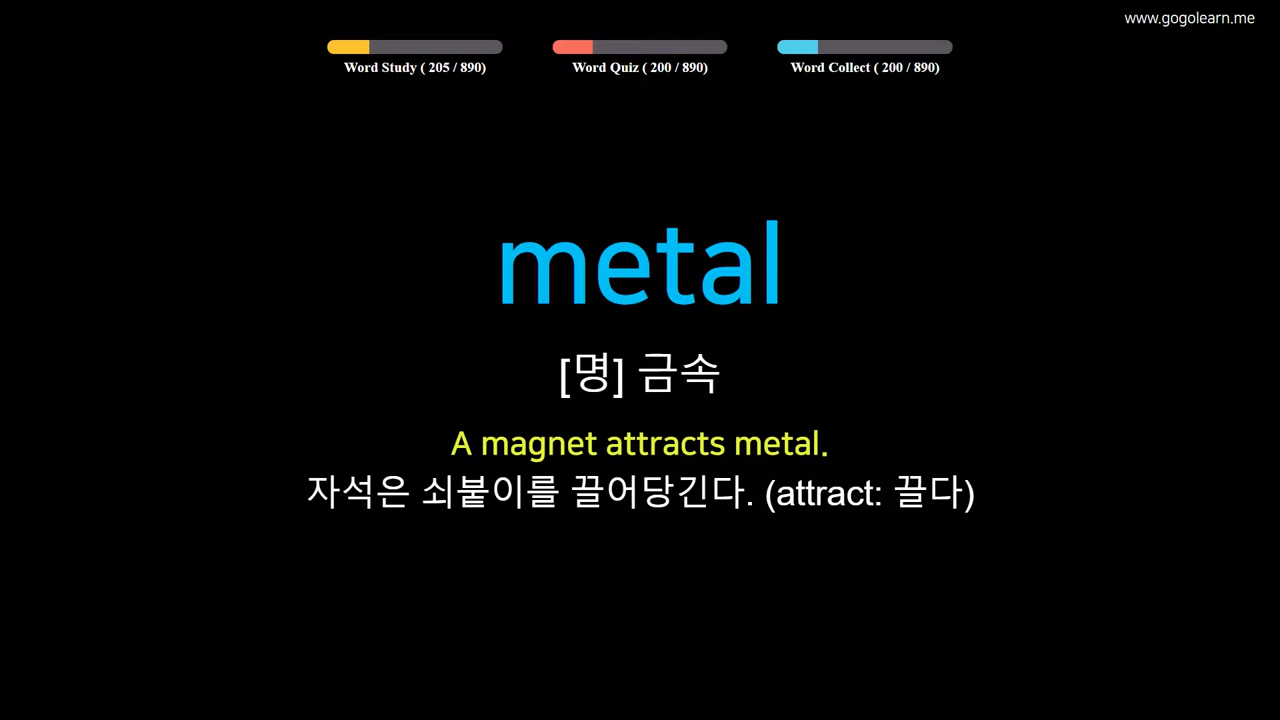 www.gogolearn.me
Word Study ( 205 / 890)
Word Quiz ( 200 / 890)
Word Collect ( 200 / 890)
metal
[명] 금속
A magnet attracts metal.
자석은 쇠붙이를 끌어당긴다. (attract: 끌다)